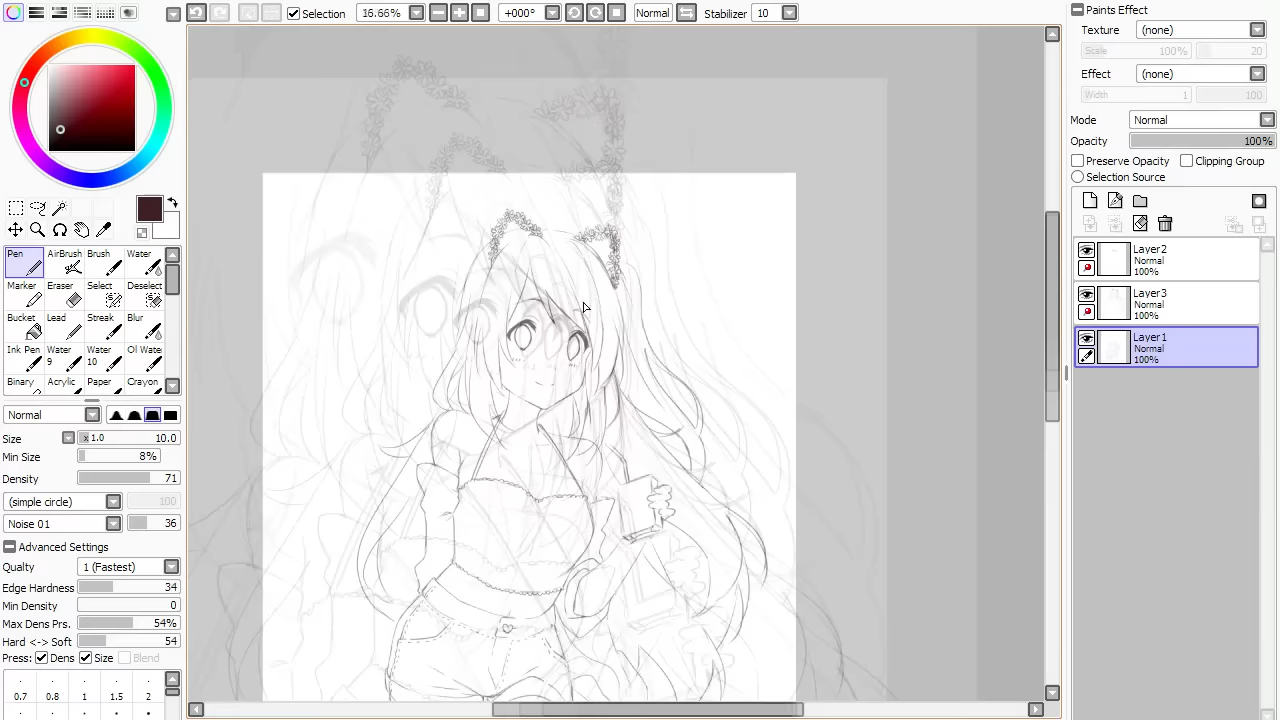 Selection
16.66%
+000°
Normal
Stabilizer
10
Paints Effect
Texture
(none)
Scale
100%
20
Effect
(none)
Width
1
100
Mode
Normal
Opacity
100%
Preserve Opacity
Clipping Group
Selection Source
Layer2
Normal
100%
Layer3
Normal
100%
Layer1
Normal
100%
Pen
AirBrush
Brush
Water
Marker
Eraser
Select
Deselect
Bucket
Lead
Streak
Blur
Ink Pen
Water 9
Water 10
Oil Wate
Binary
Acrylic
Paper
Crayon
Normal
Size
x 1.0
10.0
Min Size
8%
Density
71
(simple circle)
100
Noise 01
36
Advanced Settings
Quality
1 (Fastest)
Edge Hardness
34
Min Density
0
Max Dens Prs.
54%
Hard <-> Soft
54
Press:
Dens
Size
Blend
0.7
0.8
1
1.5
2